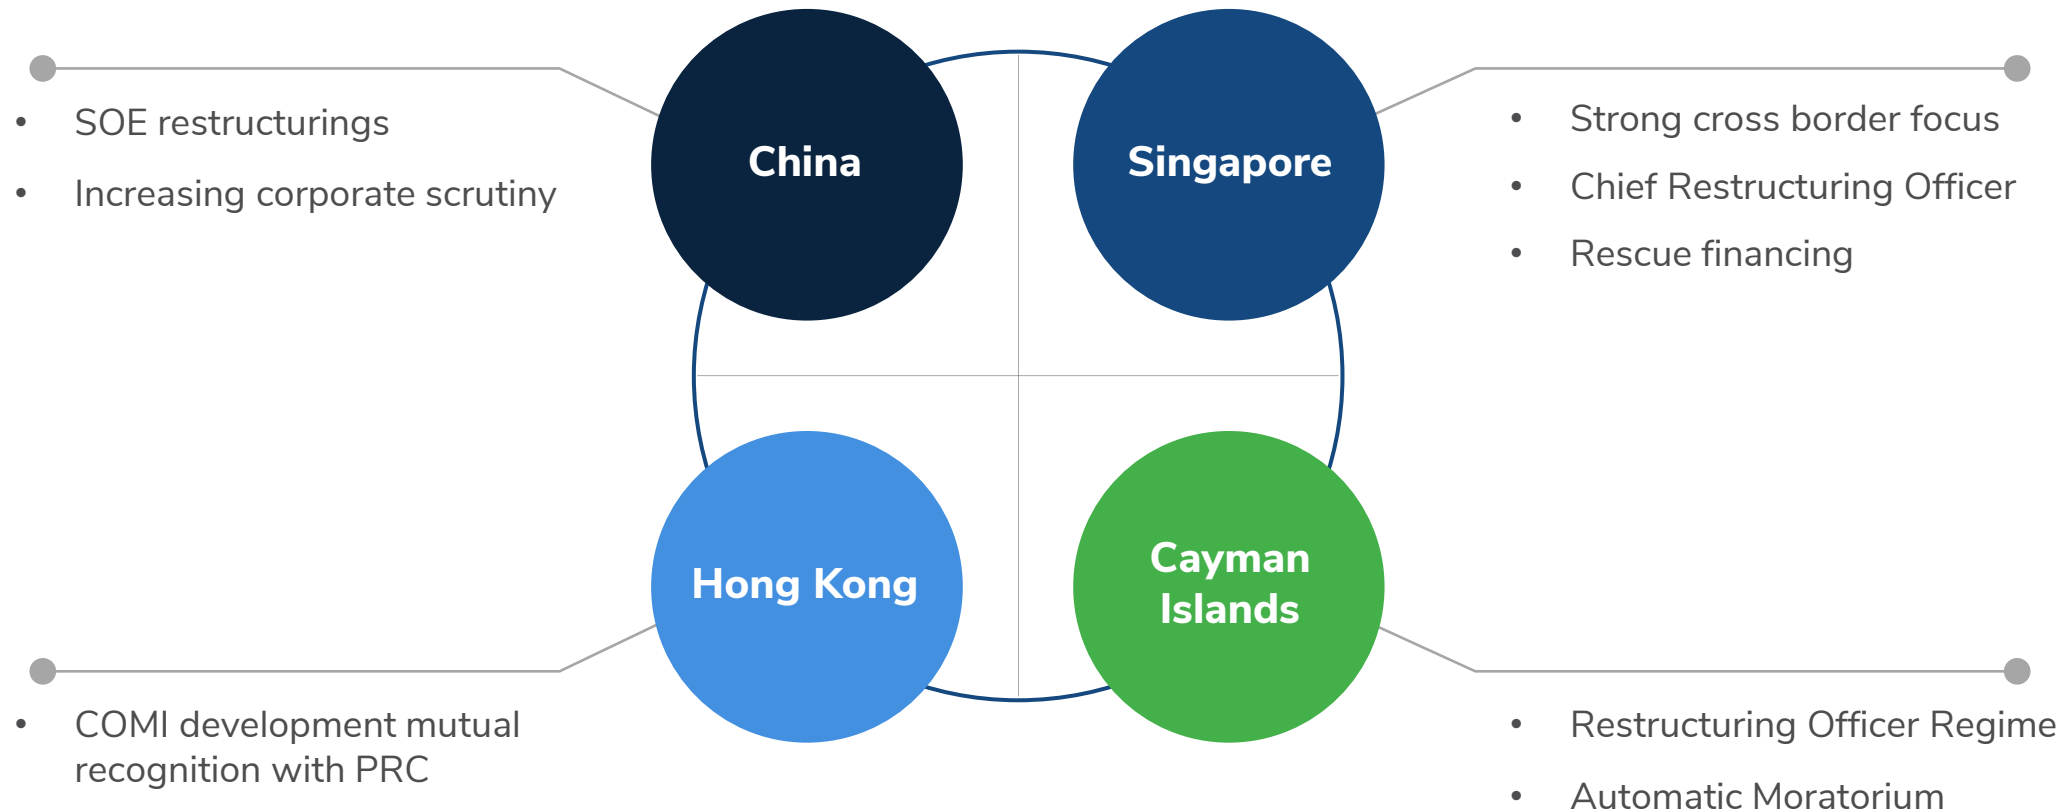 China
• SOE restructurings
• Increasing corporate scrutiny
Singapore
• Strong cross border focus
• Chief Restructuring Officer
• Rescue financing
Hong Kong
• COMI development mutual
recognition with PRC
Cayman
Islands
• Restructuring Officer Regime
• Automatic Moratorium